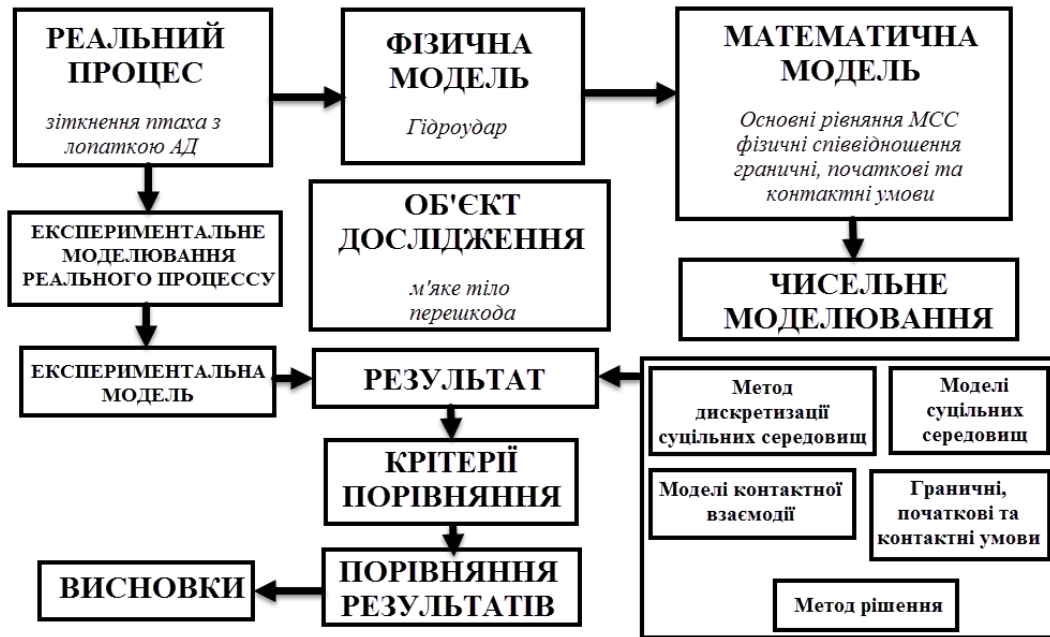 РЕАЛЬНИЙ
ПРОЦЕС
зіткнення птаха з
лопаткою АД
ФІЗИЧНА
МОДЕЛЬ
Гідроудар
МАТЕМАТИЧНА
МОДЕЛЬ
Основні рівняння МСС
фізичні співвідношення
граничні, початкові та
контактні умови
ЕКСПЕРИМЕНТАЛЬНЕ
МОДЕЛЮВАННЯ
РЕАЛЬНОГО ПРОЦЕССУ
ОБ'ЄКТ
ДОСЛІДЖЕННЯ
м'яке тіло
перешкода
ЧИСЕЛЬНЕ
МОДЕЛЮВАННЯ
ЕКСПЕРИМЕНТАЛЬНА
МОДЕЛЬ
РЕЗУЛЬТАТ
Метод
дискретизації
суцільних середовищ
Моделі
суцільних
середовищ
КРІТЕРІЇ
ПОРІВНЯННЯ
Моделі контактної
взаємодії
Граничні,
початкові та
контактні умови
ВИСНОВКИ
ПОРІВНЯННЯ
РЕЗУЛЬТАТІВ
Метод рішення